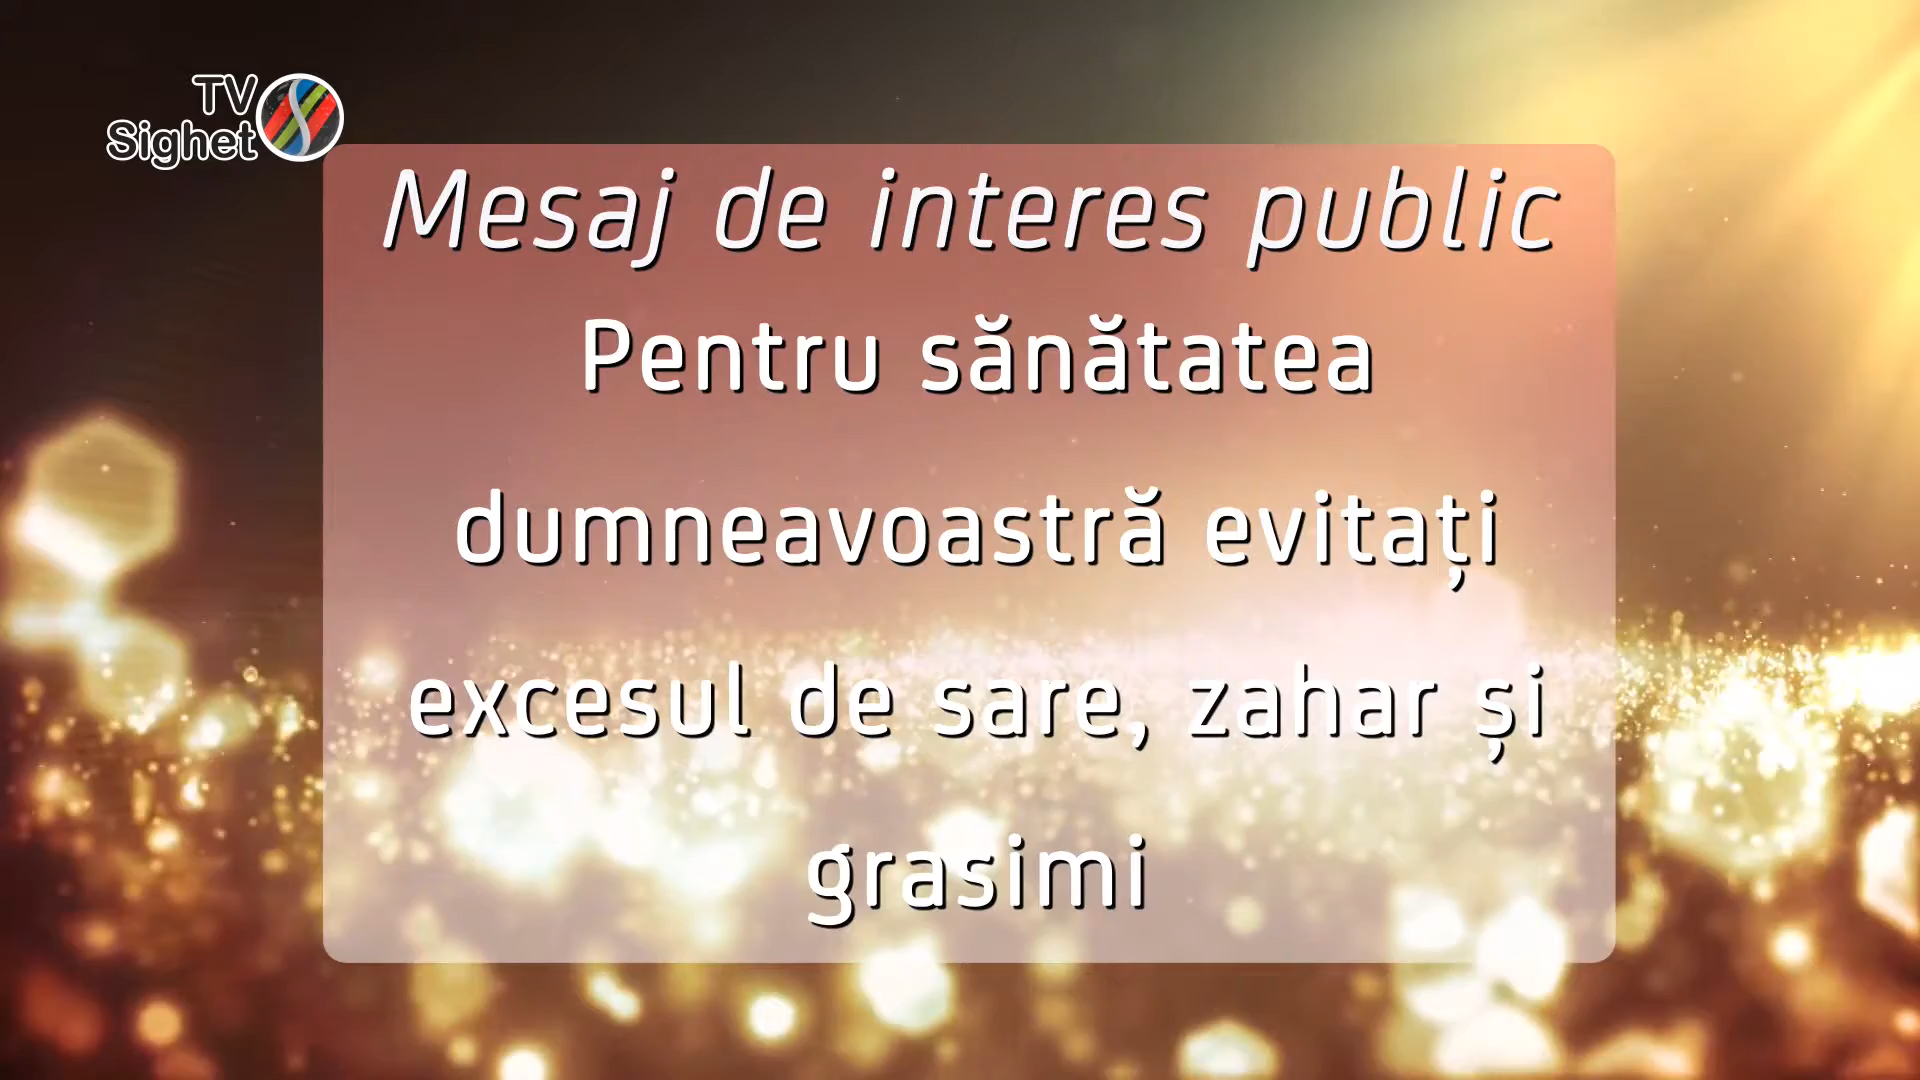 TV
Sighet
Mesaj de interes public
Pentru sănătatea
dumneavoastră evitați
excesul de sare, zahar și
grasimi